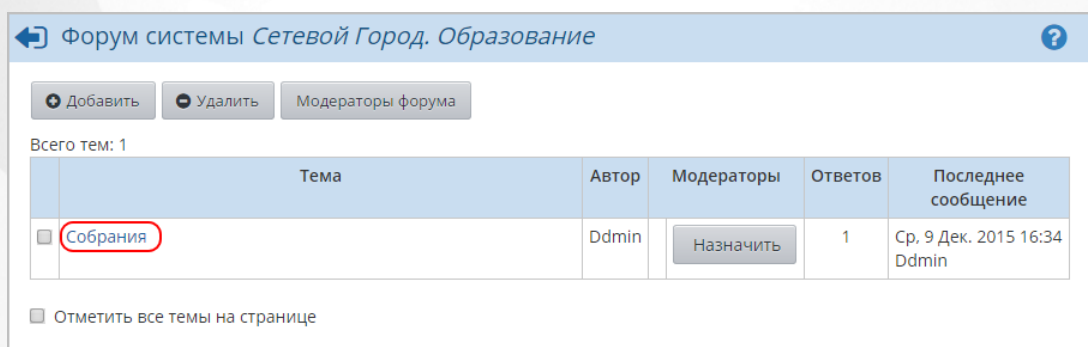 Форум системы Сетевой Город. Образование
Добавить Удалить Модераторы форума
Всего тем: 1
Тема Автор Модераторы Ответов Последнее
сообщение
Собрания Ddmin Назначить 1 Ср, 9 Дек. 2015 16:34
Ddmin
Отметить все темы на странице